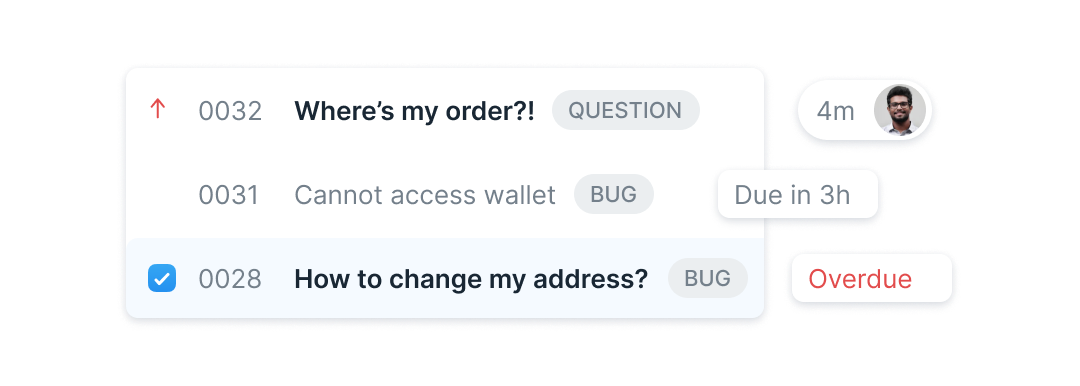 0032 Where’s my order?! QUESTION 4m
0031 Cannot access wallet BUG Due in 3h
0028 How to change my address? BUG Overdue